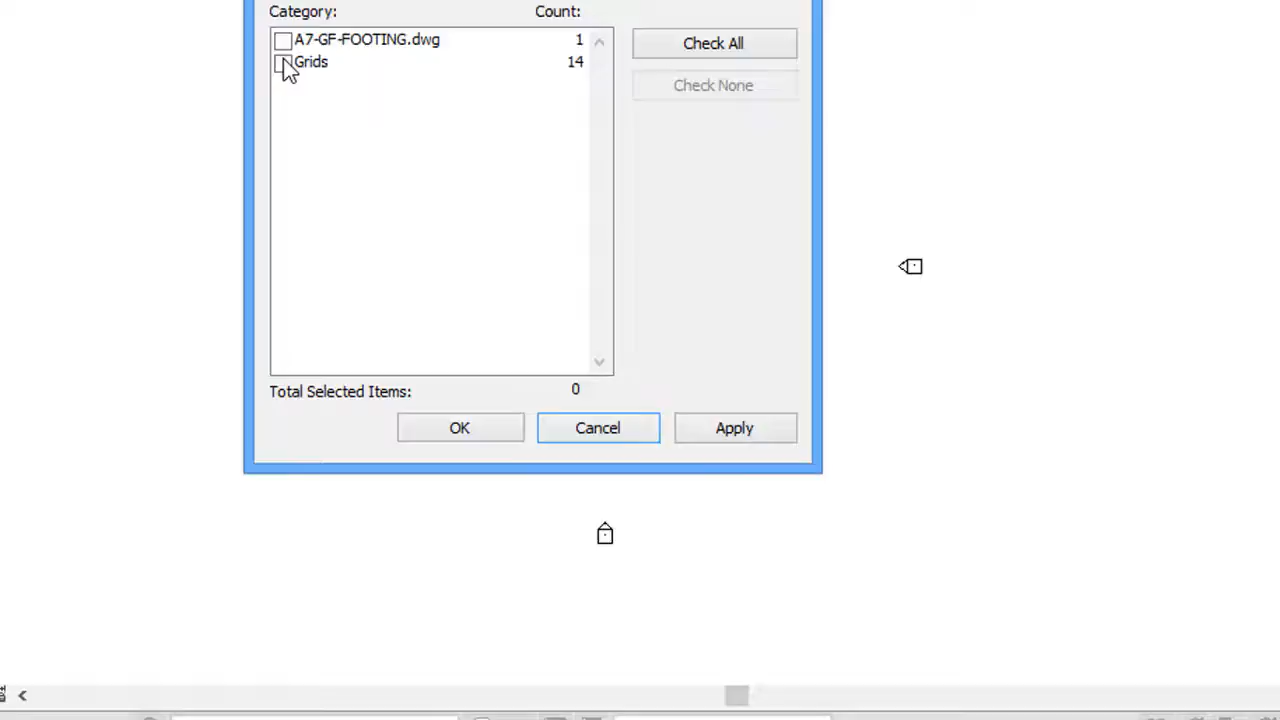 Category: Count:
A7-GF-FOOTING.dwg 1 Check All
Grids 14
Check None
Total Selected Items: 0
OK Cancel Apply